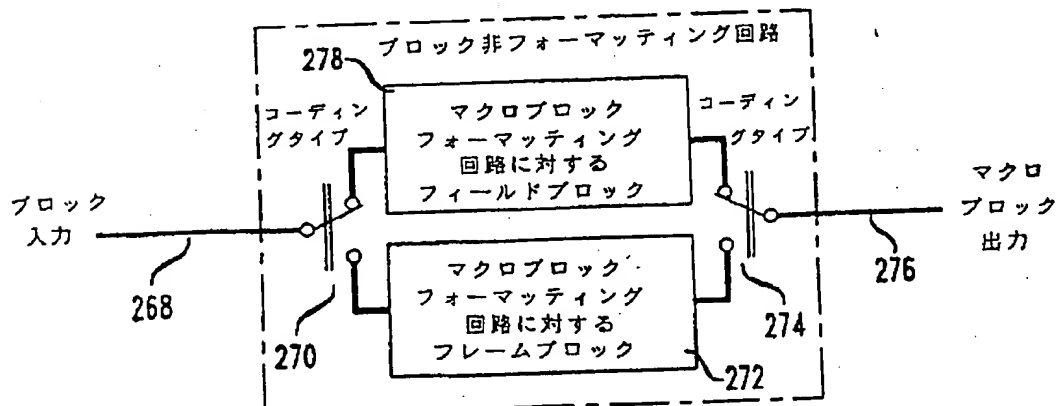 ブロック非フォーマッティング回路
278
コーディン
グタイプ
マクロブロック
フォーマッティング
回路に対する
フィールドブロック
コーディン
グタイプ
ブロック
入力
268
270
マクロブロック
フォーマッティング
回路に対する
フレームブロック
272
274
276
マクロ
ブロック
出力